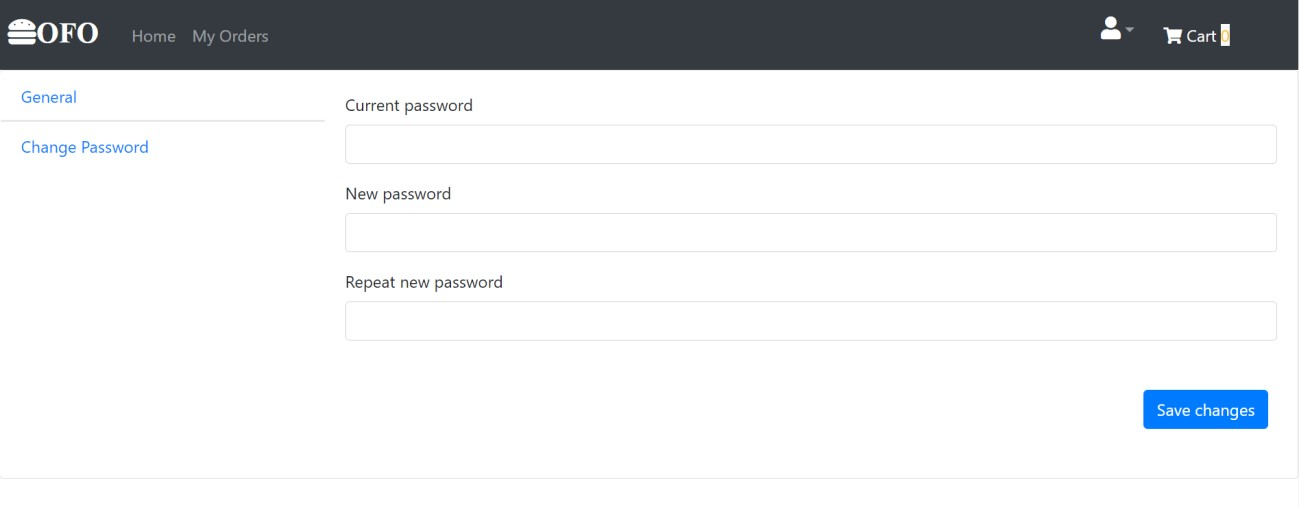 OFO Home My Orders Cart 0
General
Change Password
Current password
New password
Repeat new password
Save changes